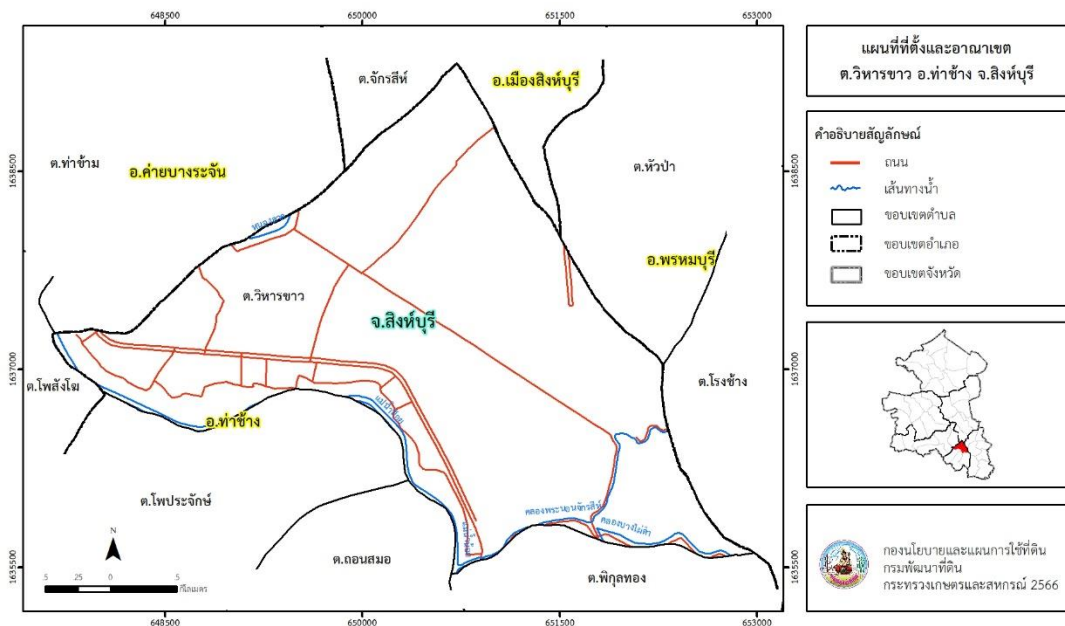 648500 650000 651500 653000
แผนที่ที่ตั้งและอาณาเขต
ต.วิหารขาว อ.ท่าช้าง จ.สิงห์บุรี
คำอธิบายสัญลักษณ์
ถนน
เส้นทางน้ำ
ขอบเขตตำบล
ขอบเขตอำเภอ
ขอบเขตจังหวัด
ต.จักรสีห์
อ.เมืองสิงห์บุรี
ต.ท่าข้าม
อ.ค่ายบางระจัน
ต.หัวป่า
1638500
1638500
อ.พรหมบุรี
ต.วิหารขาว
จ.สิงห์บุรี
1637000
1637000
ต.โพสังโฆ
ต.โรงช้าง
อ.ท่าช้าง
แม่น้ำน้อย
ต.โพประจักษ์
คลองพระนอนจักรสีห์
ต.ถอนสมอ
ต.พิกุลทอง
1635500
1635500
N
5 25 0 5
กิโลเมตร
กองนโยบายและแผนการใช้ที่ดิน
กรมพัฒนาที่ดิน
กระทรวงเกษตรและสหกรณ์ 2566
648500 650000 651500 653000